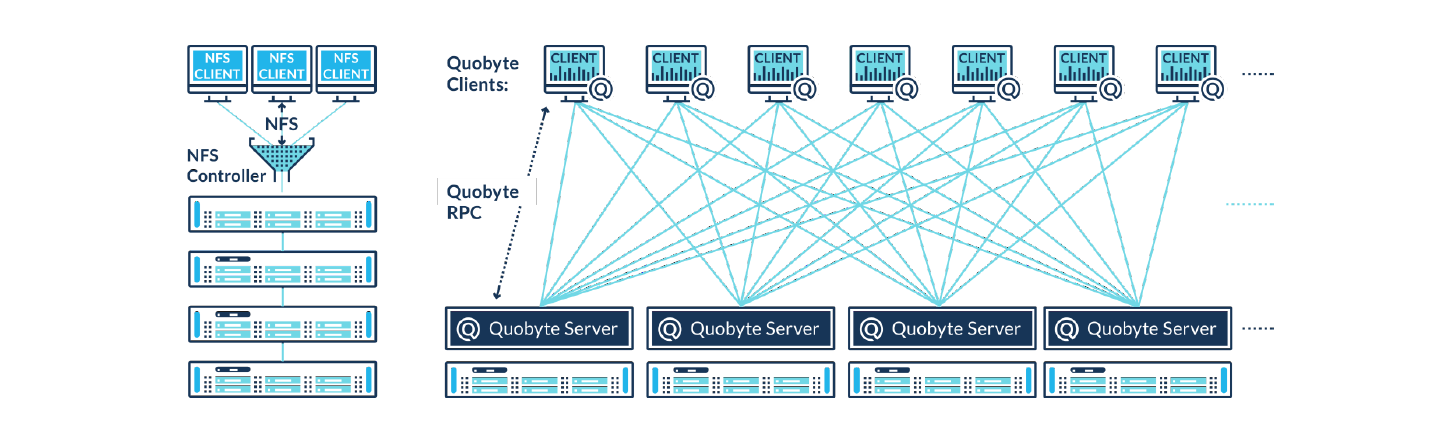 NFS
CLIENT
NFS
CLIENT
NFS
CLIENT
NFS
NFS
Controller
Quobyte
Clients:
CLIENT
CLIENT
CLIENT
CLIENT
CLIENT
CLIENT
CLIENT
Quobyte
RPC
Quobyte Server
Quobyte Server
Quobyte Server
Quobyte Server